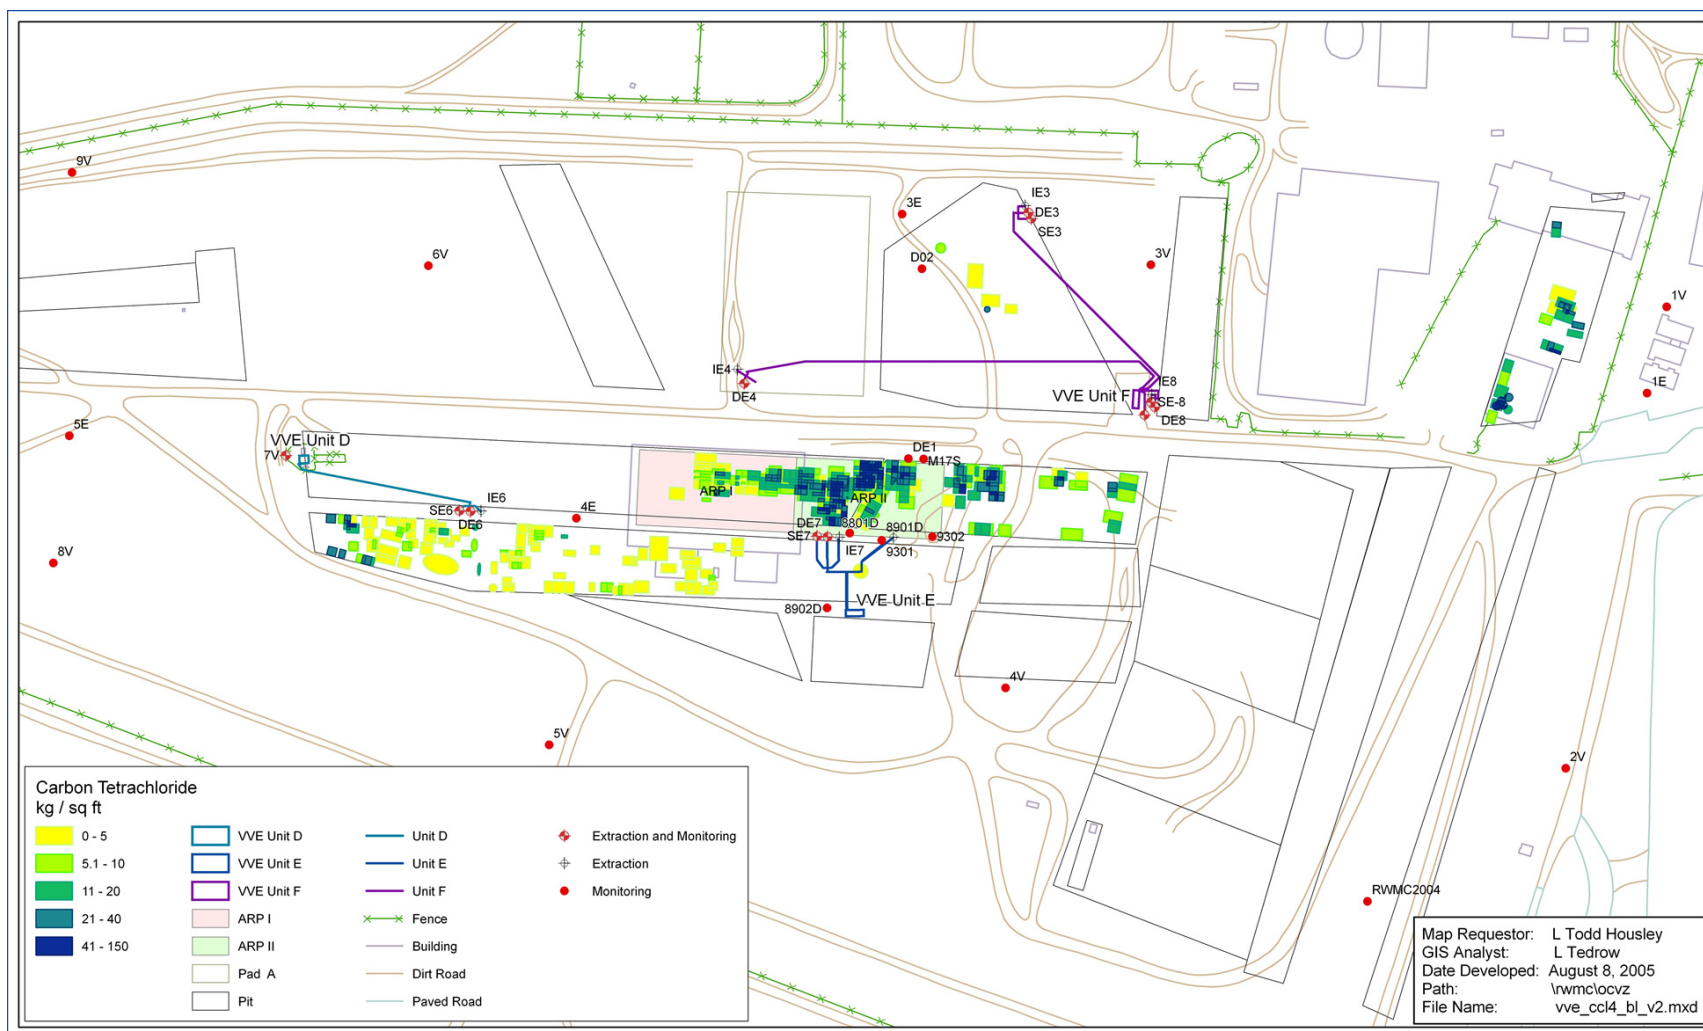 9V
6V
3E
D02
IE3
DE3
SE3
3V
1V
1E
IE4
DE4
IE8
VVE Unit F
SE-8
DE8
5E
VVE Unit D
7V
DE1
M17S
ARP I
ARP II
IE6
SE6
DE6
4E
DE7
8801D
8901D
SE7
IE7
9301
9302
8V
8902D
VVE Unit E
4V
5V
2V
RWMC2004
Carbon Tetrachloride
kg / sq ft
0 - 5
5.1 - 10
11 - 20
21 - 40
41 - 150
VVE Unit D
VVE Unit E
VVE Unit F
ARP I
ARP II
Pad A
Pit
Unit D
Unit E
Unit F
Fence
Building
Dirt Road
Paved Road
Extraction and Monitoring
Extraction
Monitoring
Map Requestor: L Todd Housley
GIS Analyst: L Tedrow
Date Developed: August 8, 2005
Path: \rwmc\ocvz
File Name: vve_ccl4_bl_v2.mxd